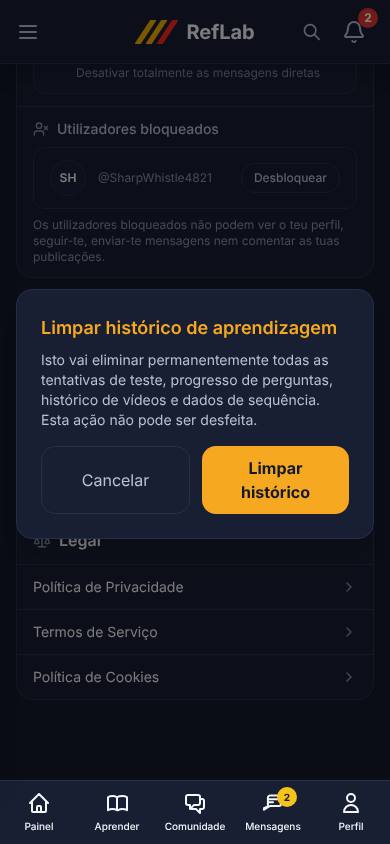 RefLab
2
Desativar totalmente as mensagens diretas
Utilizadores bloqueados
SH
@SharpWhistle4821
Desbloquear
Os utilizadores bloqueados não podem ver o teu perfil,
seguir-te, enviar-te mensagens nem comentar as tuas
publicações.
Limpar histórico de aprendizagem
Isto vai eliminar permanentemente todas as
tentativas de teste, progresso de perguntas,
histórico de vídeos e dados de sequência.
Esta ação não pode ser desfeita.
Cancelar
Limpar
histórico
Legal
Política de Privacidade
Termos de Serviço
Política de Cookies
2
Painel
Aprender
Comunidade
Mensagens
Perfil